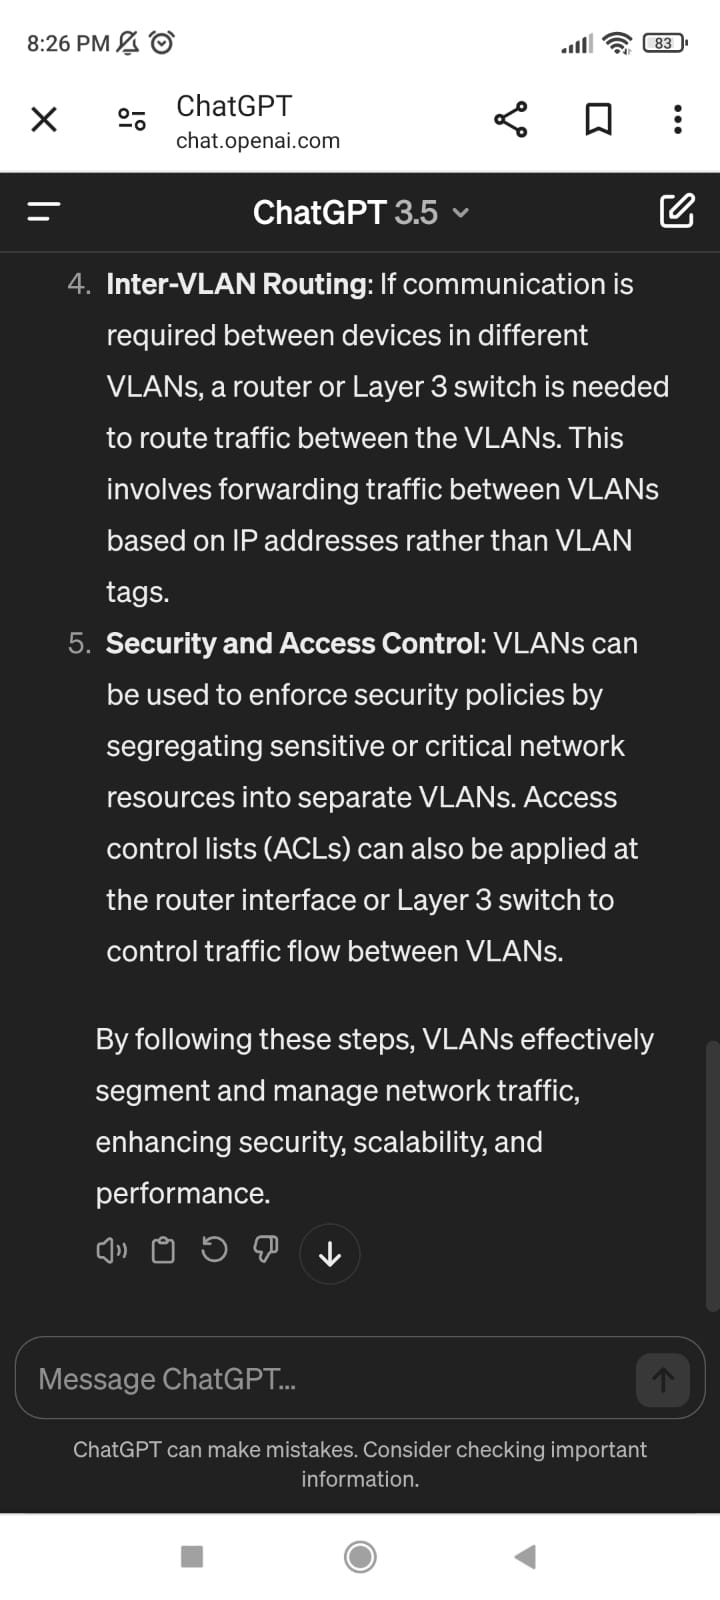 8:26 PM
83
ChatGPT
chat.openai.com
ChatGPT 3.5
4. Inter-VLAN Routing: If communication is
required between devices in different
VLANs, a router or Layer 3 switch is needed
to route traffic between the VLANs. This
involves forwarding traffic between VLANs
based on IP addresses rather than VLAN
tags.
5. Security and Access Control: VLANs can
be used to enforce security policies by
segregating sensitive or critical network
resources into separate VLANs. Access
control lists (ACLs) can also be applied at
the router interface or Layer 3 switch to
control traffic flow between VLANs.
By following these steps, VLANs effectively
segment and manage network traffic,
enhancing security, scalability, and
performance.
Message ChatGPT...
ChatGPT can make mistakes. Consider checking important
information.